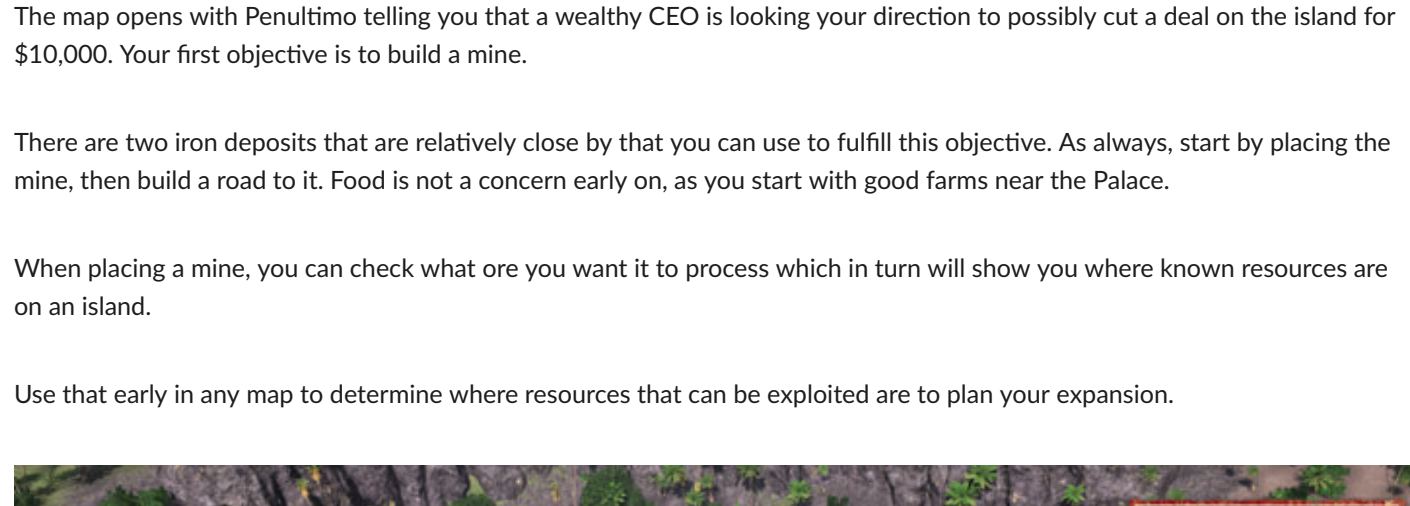 The map opens with Penultimo telling you that a wealthy CEO is looking your direction to possibly cut a deal on the island for
$10,000. Your first objective is to build a mine.
There are two iron deposits that are relatively close by that you can use to fulfill this objective. As always, start by placing the
mine, then build a road to it. Food is not a concern early on, as you start with good farms near the Palace.
When placing a mine, you can check what ore you want it to process which in turn will show you where known resources are
on an island.
Use that early in any map to determine where resources that can be exploited are to plan your expansion.